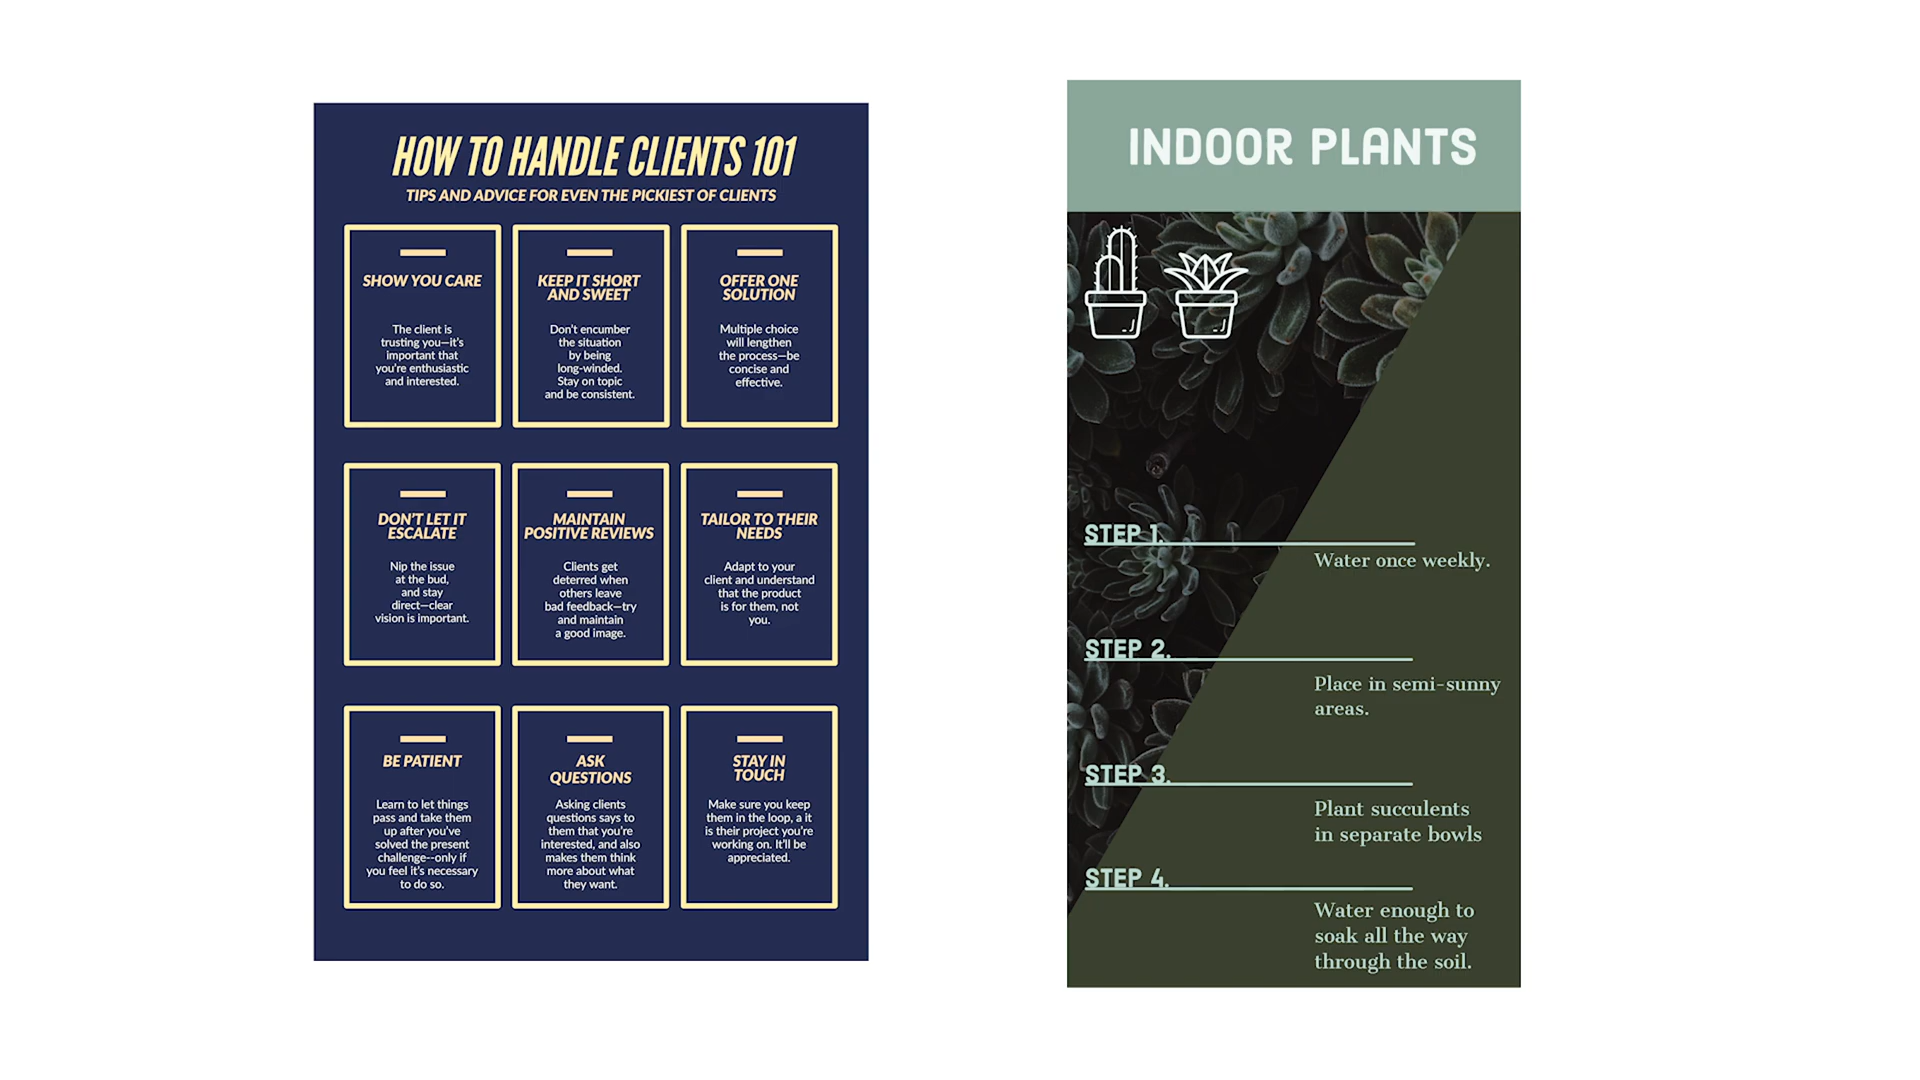 HOW TO HANDLE CLIENTS 101
TIPS AND ADVICE FOR EVEN THE PICKIEST OF CLIENTS
SHOW YOU CARE
The client is
trusting you—it's
important that
you're enthusiastic
and interested.
KEEP IT SHORT
AND SWEET
Don't encumber
the situation
by being
long-winded.
Stay on topic
and be consistent.
OFFER ONE
SOLUTION
Multiple choice
will lengthen
the process—be
concise and
effective.
DON'T LET IT
ESCALATE
Nip the issue
at the bud,
and stay
direct—clear
vision is important.
MAINTAIN
POSITIVE REVIEWS
Clients get
deterred when
others leave
bad feedback—try
and maintain
a good image.
TAILOR TO THEIR
NEEDS
Adapt to your
client and understand
that the product
is for them, not
you.
BE PATIENT
Learn to let things
pass and take them
up after you've
solved the present
challenge--only if
you feel it's necessary
to do so.
ASK
QUESTIONS
Asking clients
questions says to
them that you're
interested, and also
makes them think
more about what
they want.
STAY IN
TOUCH
Make sure you keep
them in the loop, a it
is their project you're
working on. It'll be
appreciated.
INDOOR PLANTS
STEP 1.
Water once weekly.
STEP 2.
Place in semi-sunny
areas.
STEP 3.
Plant succulents
in separate bowls
STEP 4.
Water enough to
soak all the way
through the soil.